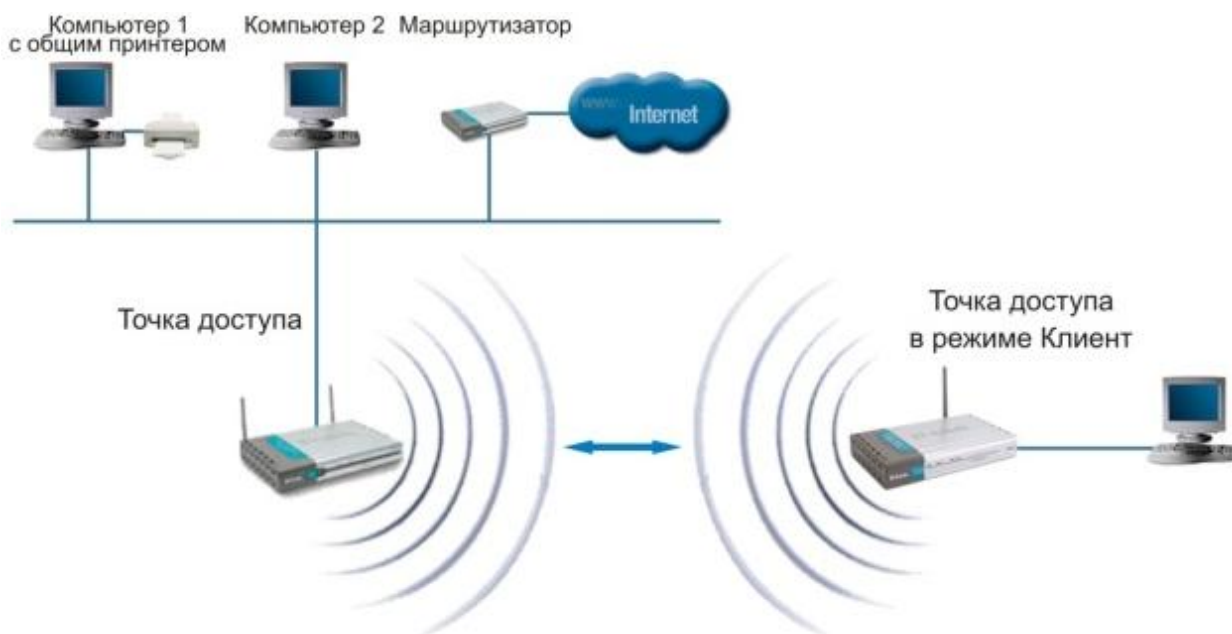 Компьютер 1
с общим принтером
Компьютер 2
Маршрутизатор
www.
Internet
Точка доступа
Точка доступа
в режиме Клиент